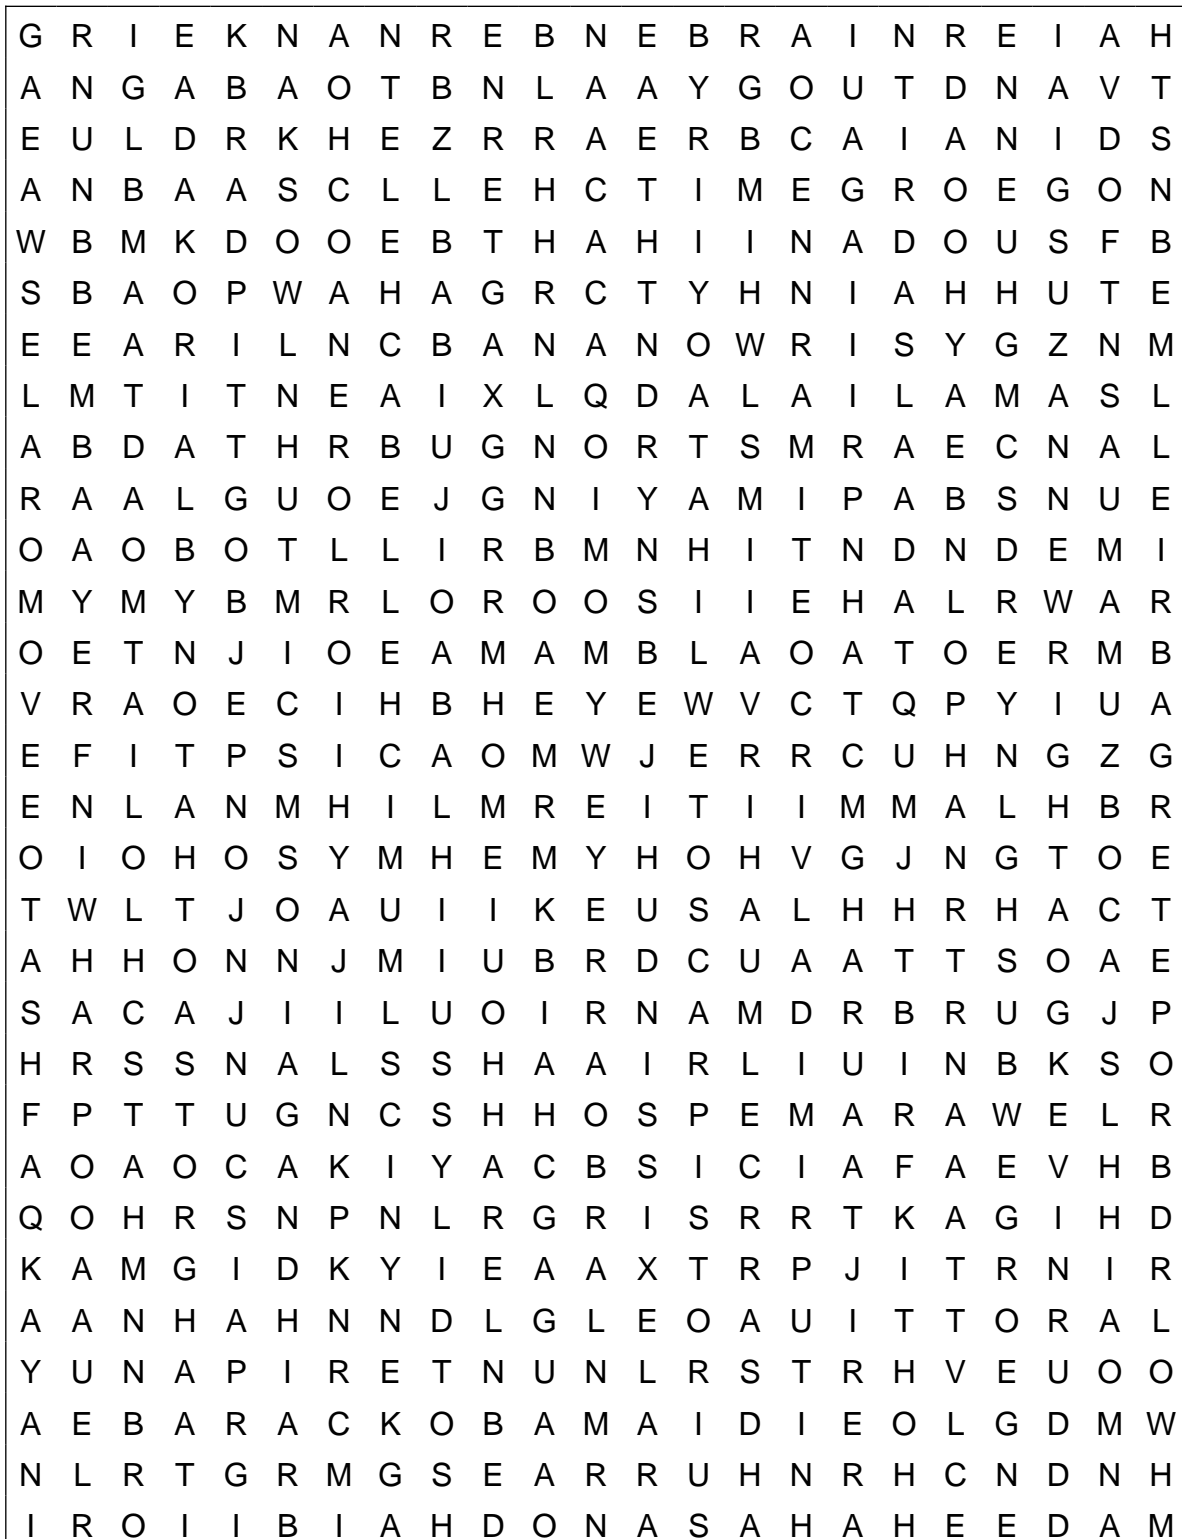 G R I E K N A N R E B N E B R A I N R E I A H
A N G A B A O T B N L A A Y G O U T D N A V T
E U L D R K H E Z R R A E R B C A I A N I D S
A N B A A S C L L E H C T I M E G R O E G O N
W B M K D O O E B T H A H I I N A D O U S F B
S B A O P W A H A G R C T Y H N I A H H U T E
E E A R I L N C B A N A N O W R I S Y G Z N M
L M T I T N E A I X L Q D A L A I L A M A S L
A B D A T H R B U G N O R T S M R A E C N A L
R A A L G U O E J G N I Y A M I P A B S N U E
O A O B O T L L I R B M N H I T N D N D E M I
M Y M Y B M R L O R O O S I I E H A L R W A R
O E T N J I O E A M A M B L A O A T O E R M B
V R A O E C I H B H E Y E W V C T Q P Y I U A
E F I T P S I C A O M W J E R R C U H N G Z G
E N L A N M H I L M R E I T I I M M A L H B R
O I O H O S Y M H E M Y H O H V G J N G T O E
T W L T J O A U I I K E U S A L H H R H A C T
A H H O N N J M I U B R D C U A A T T S O A E
S A C A J I I L U O I R N A M D R B R U G J P
H R S S N A L S S H A A I R L I U I N B K S O
F P T T U G N C S H H O S P E M A R A W E L R
A O A O C A K I Y A C B S I C I A F A E V H B
Q O H R S N P N L R G R I S R R T K A G I H D
K A M G I D K Y I E A A X T R P J I T R N I R
A A N H A H N N D L G L E O A U I T T O R A L
Y U N A P I R E T N U N L R S T R H V E U O O
A E B A R A C K O B A M A I D I E O L G D M W
N L R T G R M G S E A R R U H N R H C N D N H
I R O I I B I A H D O N A S A H A H E E D A M